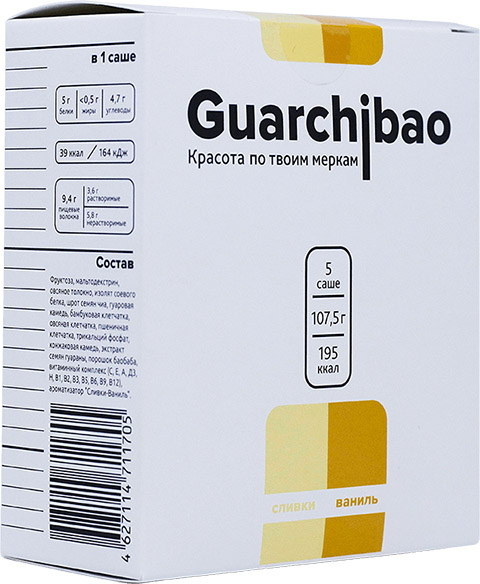 в 1 саше
5 г <0,5 г 4,7 г
белки жиры углеводы
39 ккал / 164 кДж
9,4 г
пищевые
волокна
3,6 г
растворимые
5,8 г
нерастворимые
Состав
Фруктоза, мальтодекстрин,
овсяное толокно, изолят соевого
белка, шрот семян чиа, гуаровая
камедь, бамбуковая клетчатка,
овсяная клетчатка, пшеничная
клетчатка, трикальций фосфат,
конжаковая камедь, экстракт
семян гуараны, порошок баобаба,
витаминный комплекс (С, Е, А, Д3,
Н, В1, В2, В3, В5, В6, В9, В12),
ароматизатор "Сливки-Ваниль".
4 627114 711705
Guarchibao
Красота по твоим меркам
5
саше
107,5 г
195
ккал
сливки ваниль